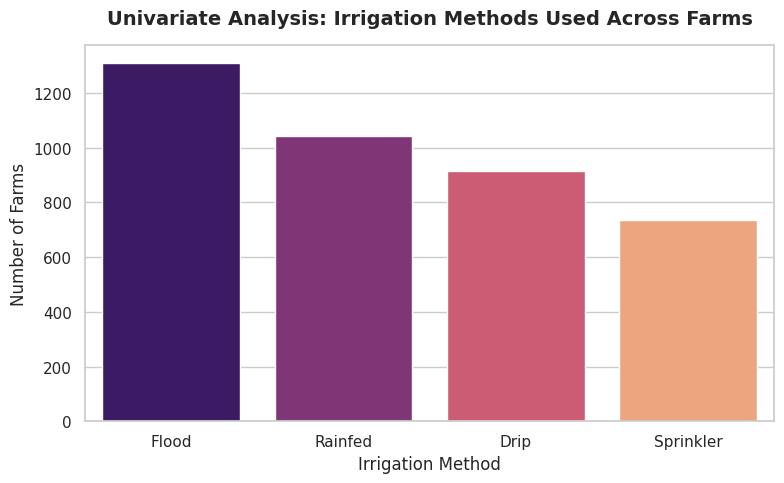 Univariate Analysis: Irrigation Methods Used Across Farms
Number of Farms
1200
1000
800
600
400
200
0
Flood
Rainfed
Drip
Sprinkler
Irrigation Method